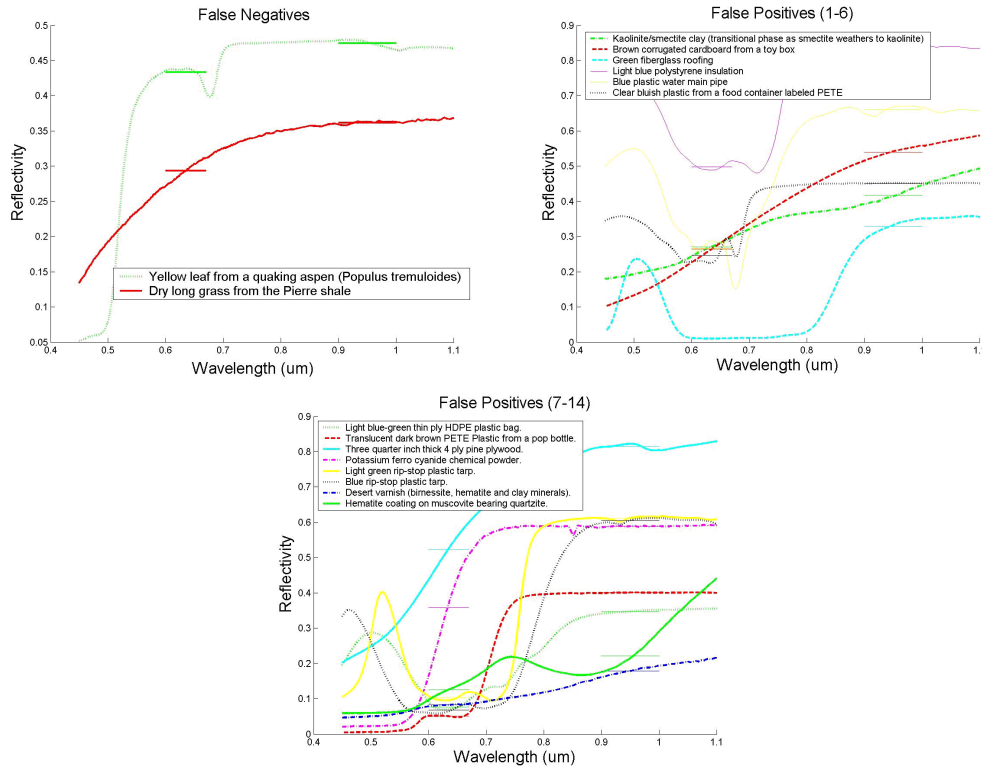 False Negatives
0.5
0.45
0.4
0.35
0.3
0.25
0.2
0.15
0.1
0.05
Reflectivity
Yellow leaf from a quaking aspen (Populus tremuloides)
Dry long grass from the Pierre shale
0.4 0.5 0.6 0.7 0.8 0.9 1 1.1
Wavelength (um)
False Positives (1-6)
0.9
0.8
0.7
0.6
0.5
0.4
0.3
0.2
0.1
0
Reflectivity
Kaolinite/smectite clay (transitional phase as smectite weathers to kaolinite)
Brown corrugated cardboard from a toy box
Green fiberglass roofing
Light blue polystyrene insulation
Blue plastic water main pipe
Clear bluish plastic from a food container labeled PETE
0.4 0.5 0.6 0.7 0.8 0.9 1 1.
Wavelength (um)
False Positives (7-14)
0.9
0.8
0.7
0.6
0.5
0.4
0.3
0.2
0.1
0
Reflectivity
Light blue-green thin ply HDPE plastic bag.
Translucent dark brown PETE Plastic from a pop bottle.
Three quarter inch thick 4 ply pine plywood.
Potassium ferro cyanide chemical powder.
Light green rip-stop plastic tarp.
Blue rip-stop plastic tarp.
Desert varnish (birnessite, hematite and clay minerals).
Hematite coating on muscovite bearing quartzite.
0.4 0.5 0.6 0.7 0.8 0.9 1 1.1
Wavelength (um)